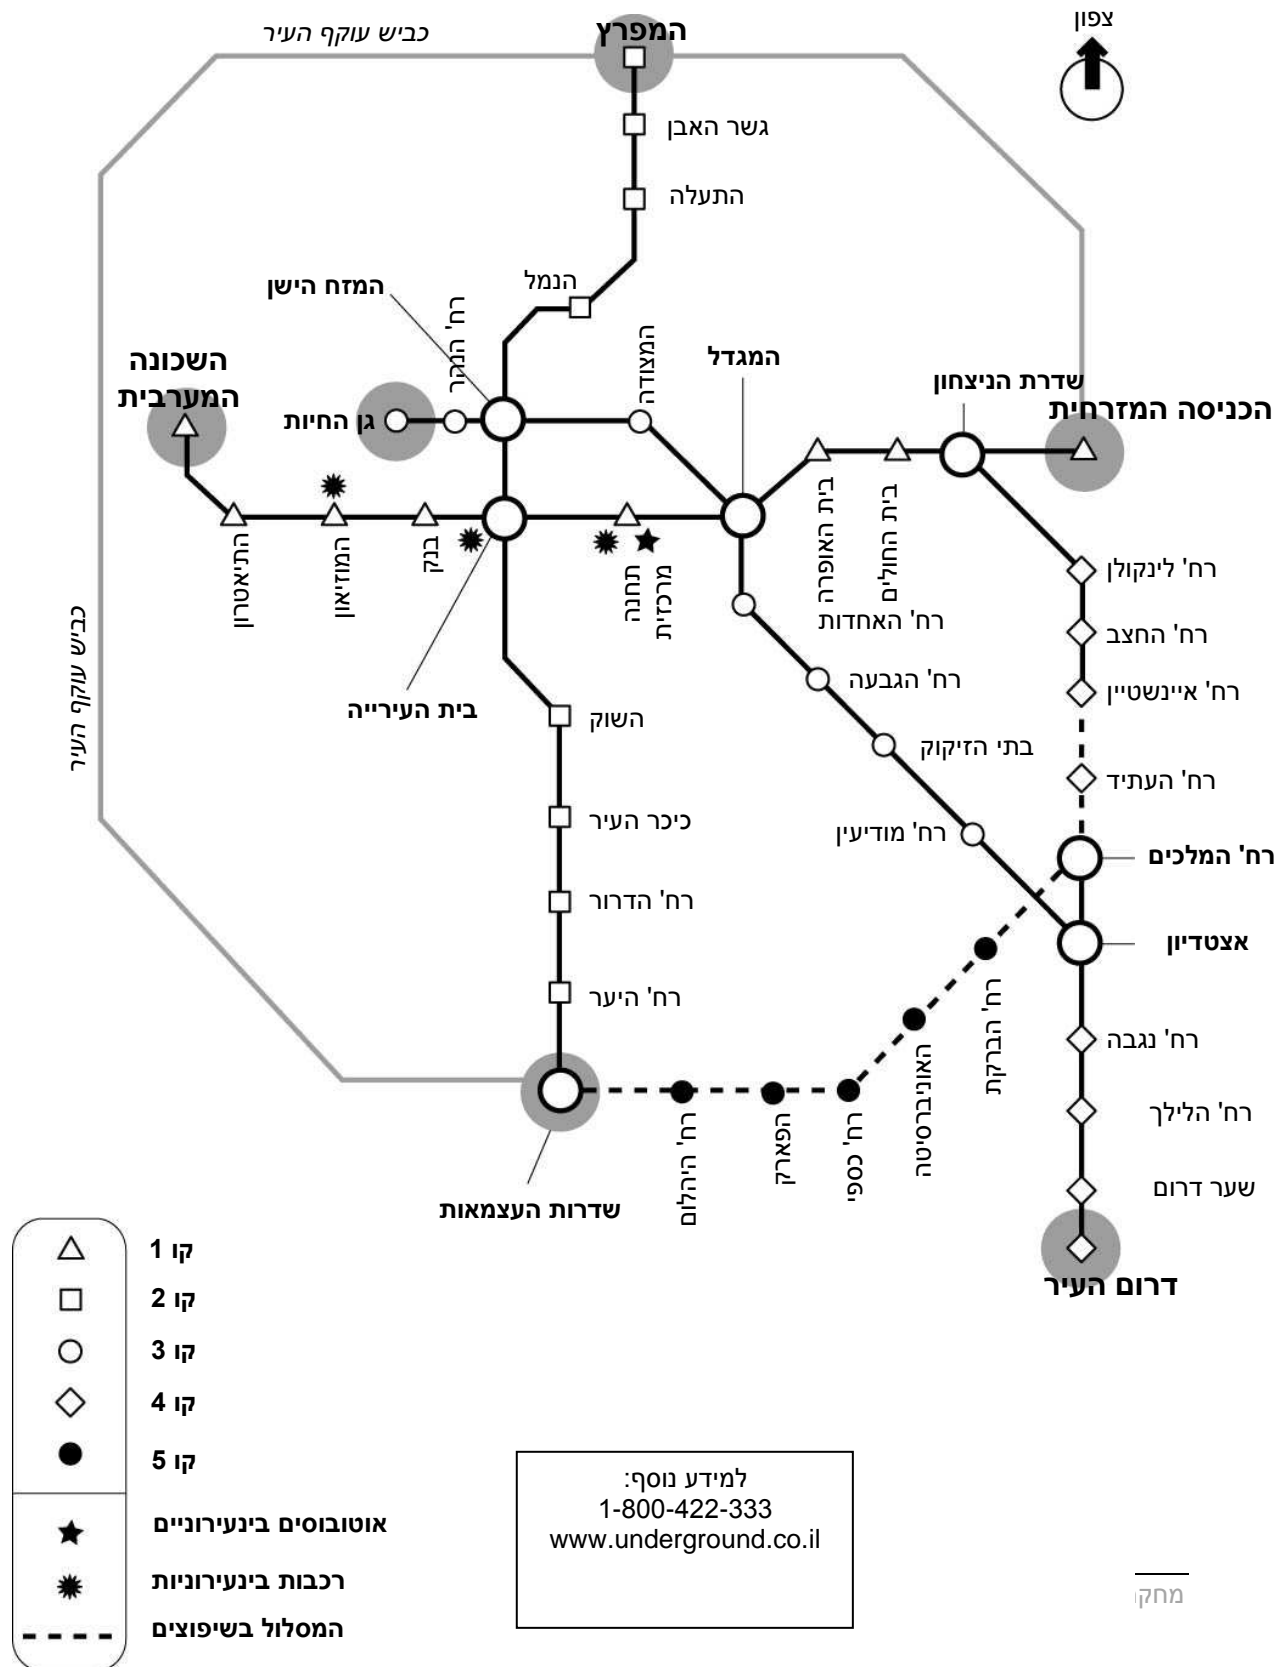 צפון
כביש עוקף העיר
המפרץ
גשר האבן
התעלה
הנמל
המזח הישן
רח' הנהר
המצודה
המגדל
שדרת הניצחון
הכניסה המזרחית
השכונה
המערבית
גן החיות
התיאטרון
המוזיאון
בנק
תחנה
מרכזית
בית האופרה
בית החולים
רח' לינקולן
רח' החצב
רח' איינשטיין
רח' העתיד
רח' המלכים
אצטדיון
רח' האחדות
רח' הגבעה
בתי הזיקוק
רח' מודיעין
כביש עוקף העיר
בית העירייה
השוק
כיכר העיר
רח' הדרור
רח' היער
שדרות העצמאות
רח' היהלום
הפארק
רח' כספי
האוניברסיטה
רח' הברקת
רח' נגבה
רח' הלילך
שער דרום
דרום העיר
קו 1
קו 2
קו 3
קו 4
קו 5
אוטובוסים בינעירוניים
רכבות בינעירוניות
המסלול בשיפוצים
למידע נוסף:
1-800-422-333
www.underground.co.il